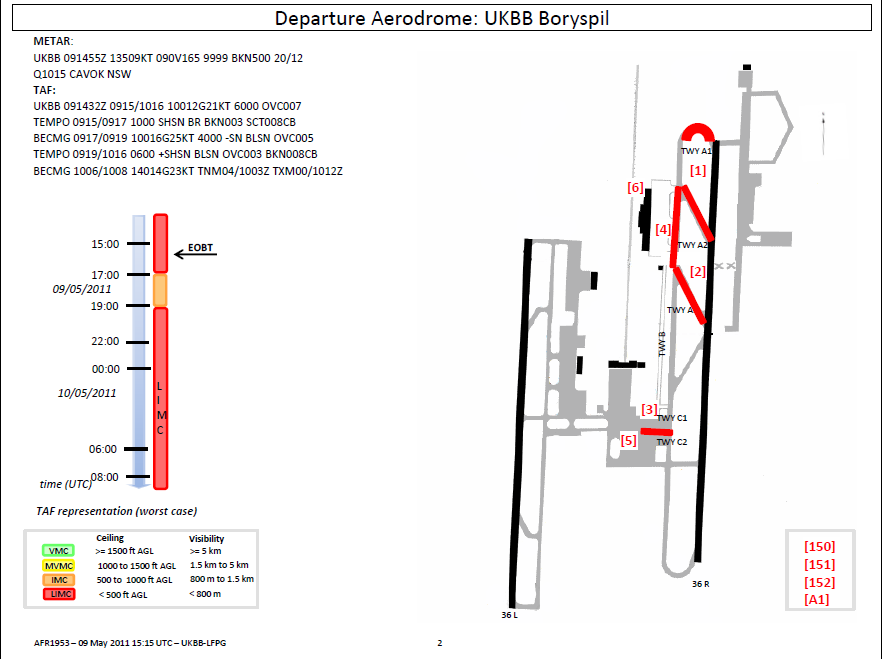 Departure Aerodrome: UKBB Boryspil
METAR:
UKBB 091455Z 13509KT 090V165 9999 BKN500 20/12
Q1015 CAVOK NSW
TAF:
UKBB 091432Z 0915/1016 10012G21KT 6000 OVC007
TEMPO 0915/0917 1000 SHSN BR BKN003 SCT008CB
BECMG 0917/0919 10016G25KT 4000 -SN BLSN OVC005
TEMPO 0919/1016 0600 +SHSN BLSN OVC003 BKN008CB
BECMG 1006/1008 14014G23KT TNM04/1003Z TXM00/1012Z
15:00
EOBT
17:00
09/05/2011
19:00
22:00
00:00
10/05/2011
L
I
M
C
06:00
08:00
time (UTC)
TAF representation (worst case)
Ceiling Visibility
VMC >= 1500 ft AGL >= 5 km
MVMC 1000 to 1500 ft AGL 1.5 km to 5 km
IMC 500 to 1000 ft AGL 800 m to 1.5 km
LIMC < 500 ft AGL < 800 m
TWY A1
[1]
[6]
[4]
TWY A2
[2]
TWY A
TWY B
[3]
TWY C1
[5]
TWY C2
36 R
36 L
[150]
[151]
[152]
[A1]
AFR1953 – 09 May 2011 15:15 UTC – UKBB-LFPG
2